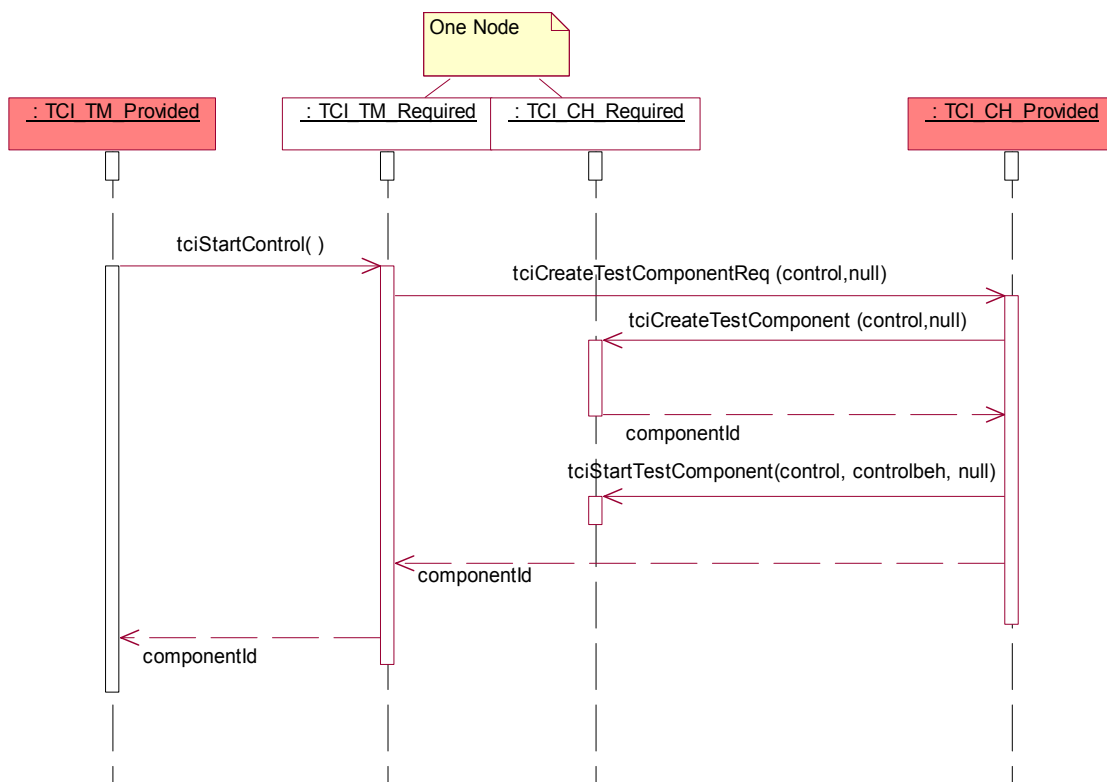 One Node
: TCI_TM_Provided
: TCI_TM_Required
: TCI_CH_Required
: TCI_CH_Provided
tciStartControl( )
tciCreateTestComponentReq (control,null)
tciCreateTestComponent (control,null)
componentId
tciStartTestComponent(control, controlbeh, null)
componentId
componentId